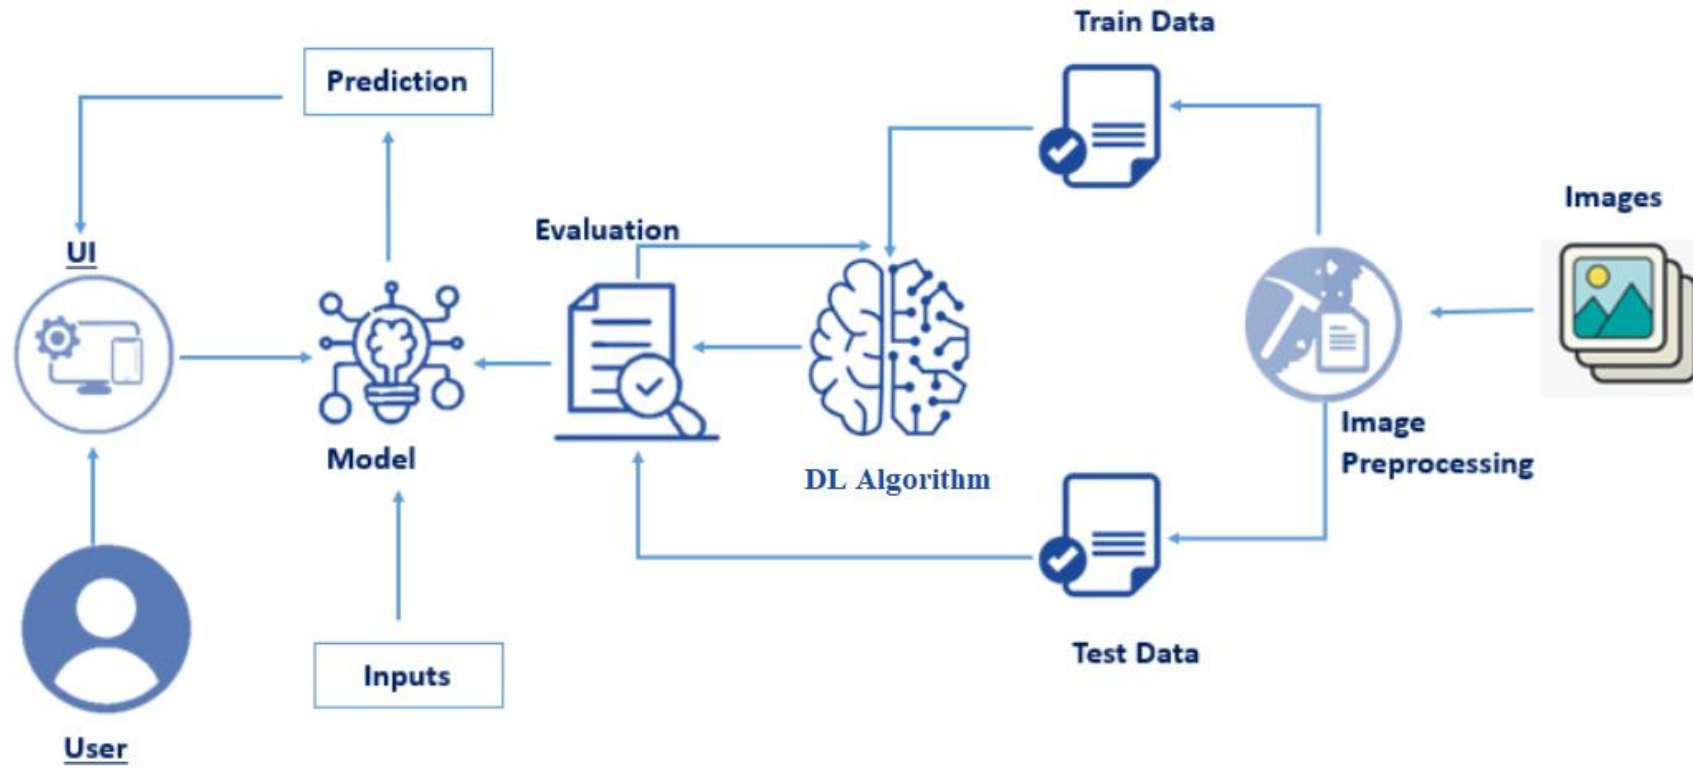 Train Data
Prediction
Images
Evaluation
UI
Image
Preprocessing
Model
DL Algorithm
Test Data
Inputs
User